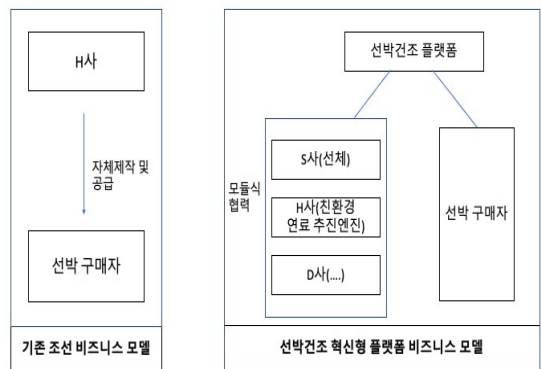 H사
자체제작 및
공급
선박 구매자
기존 조선 비즈니스 모델
선박건조 플랫폼
모듈식
협력
S사(선체)
H사(친환경
연료 추진엔진)
D사(....)
선박 구매자
선박건조 혁신형 플랫폼 비즈니스 모델